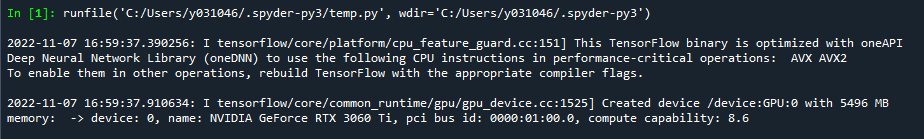 In [1]: runfile('C:/Users/y031046/.spyder-py3/temp.py', wdir='C:/Users/y031046/.spyder-py3')
2022-11-07 16:59:37.390256: I tensorflow/core/platform/cpu_feature_guard.cc:151] This TensorFlow binary is optimized with oneAPI
Deep Neural Network Library (oneDNN) to use the following CPU instructions in performance-critical operations:  AVX AVX2
To enable them in other operations, rebuild TensorFlow with the appropriate compiler flags.
2022-11-07 16:59:37.910634: I tensorflow/core/common_runtime/gpu/gpu_device.cc:1525] Created device /device:GPU:0 with 5496 MB
memory:  -> device: 0, name: NVIDIA GeForce RTX 3060 Ti, pci bus id: 0000:01:00.0, compute capability: 8.6